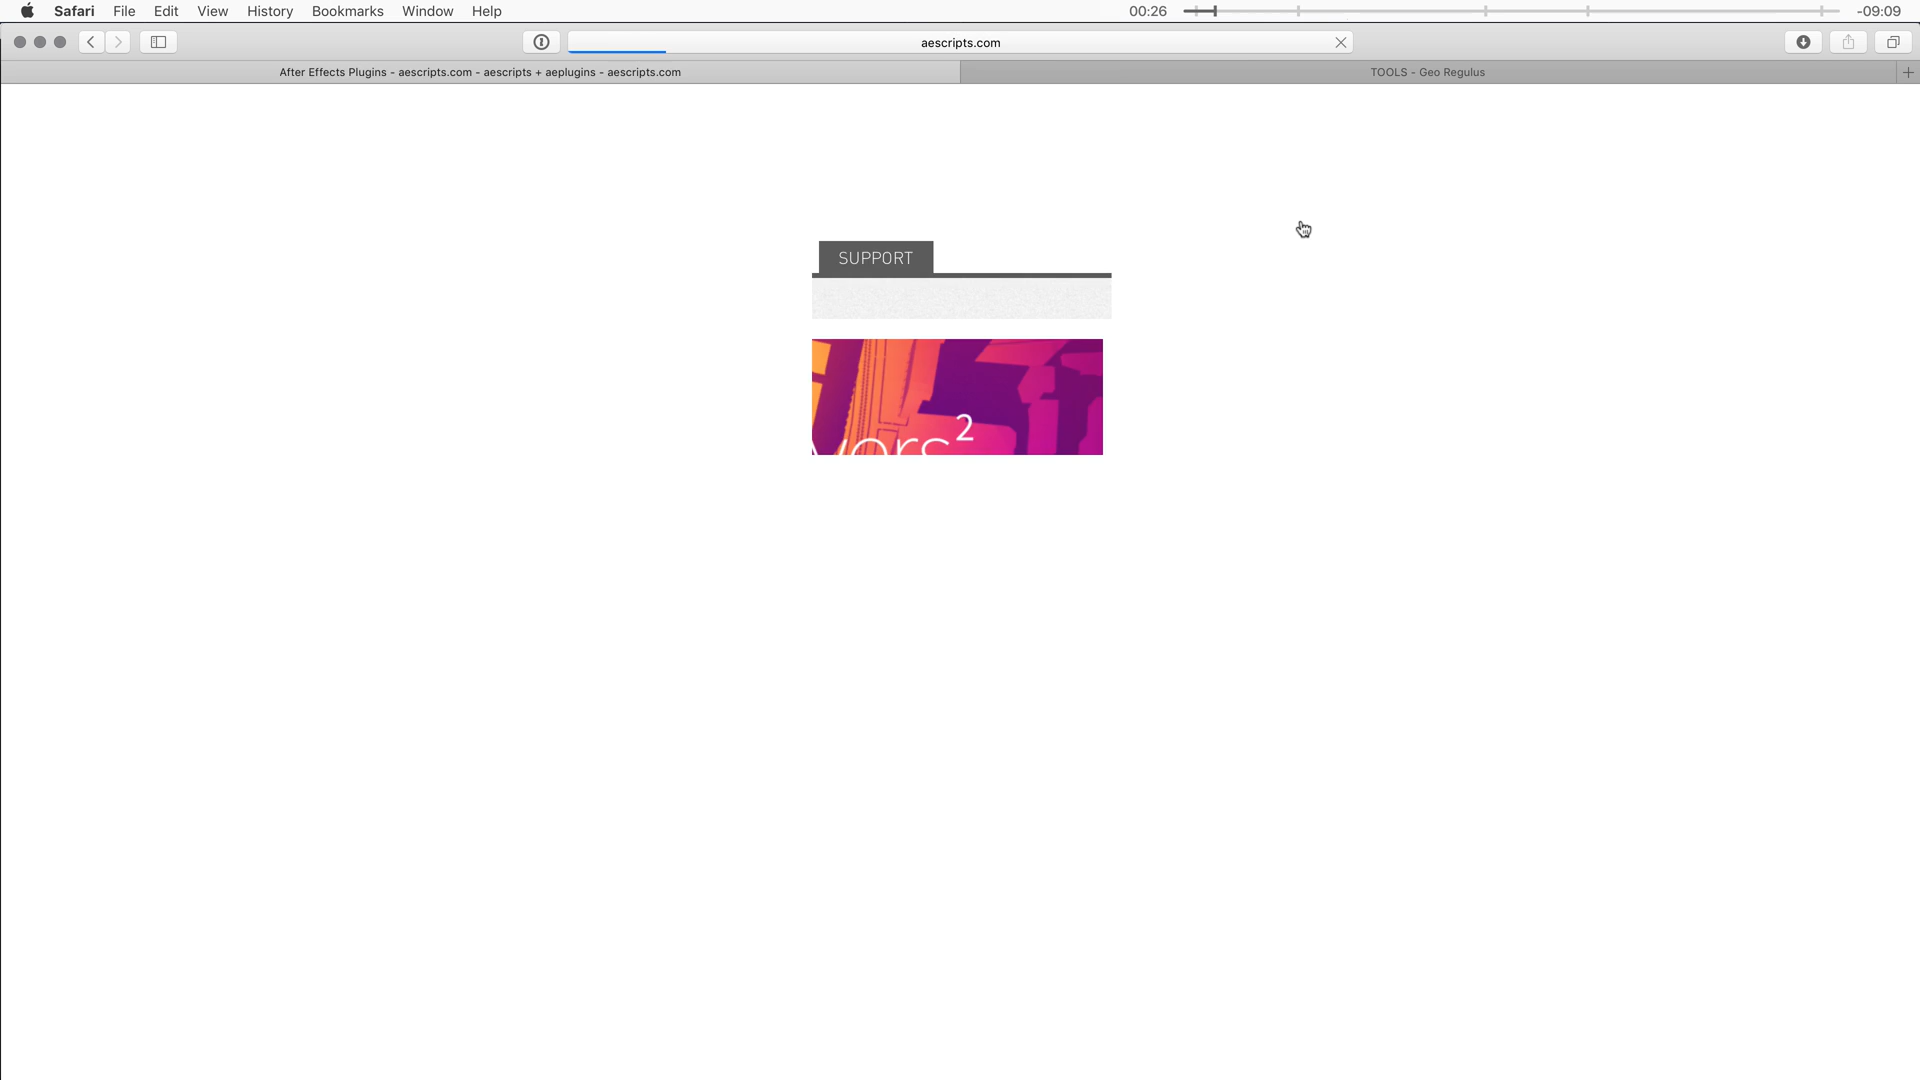 Safari File Edit View History Bookmarks Window Help 00:26 -09:09
aescripts.com
After Effects Plugins - aescripts.com - aescripts + aeplugins - aescripts.com TOOLS - Geo Regulus
SUPPORT
vors²